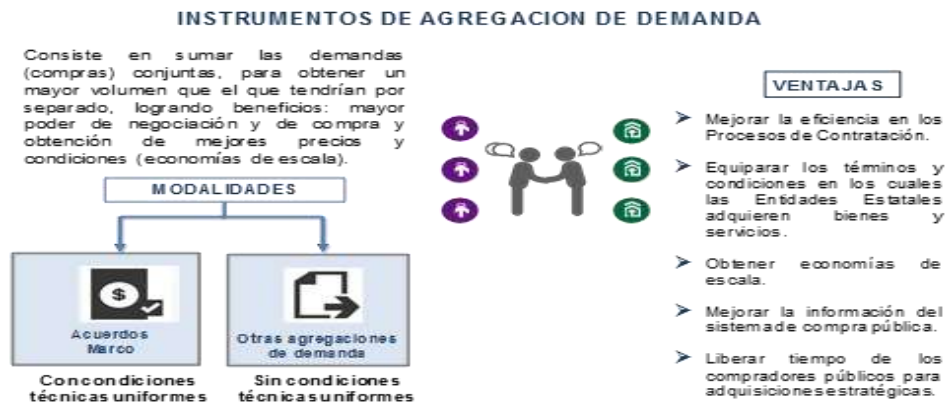 INSTRUMENTOS DE AGREGACION DE DEMANDA
Consiste en sumar las demandas
(compras) conjuntas, para obtener un
mayor volumen que el que tendrían por
separado, logrando beneficios: mayor
poder de negociación y de compra y
obtención de mejores precios y
condiciones (economías de escala).
MODALIDADES
$
Acuerdos
Marco
Con condiciones
técnicas uniformes
Otras agregaciones
de demanda
Sin condiciones
técnicas uniformes
VENTAJAS
Mejorar la eficiencia en los
Procesos de Contratación.
Equiparar los términos y
condiciones en los cuales
las Entidades Estatales
adquieren bienes y
servicios.
Obtener economías de
escala.
Mejorar la información del
sistema de compra pública.
Liberar tiempo de los
compradores públicos para
adquisiciones estratégicas.